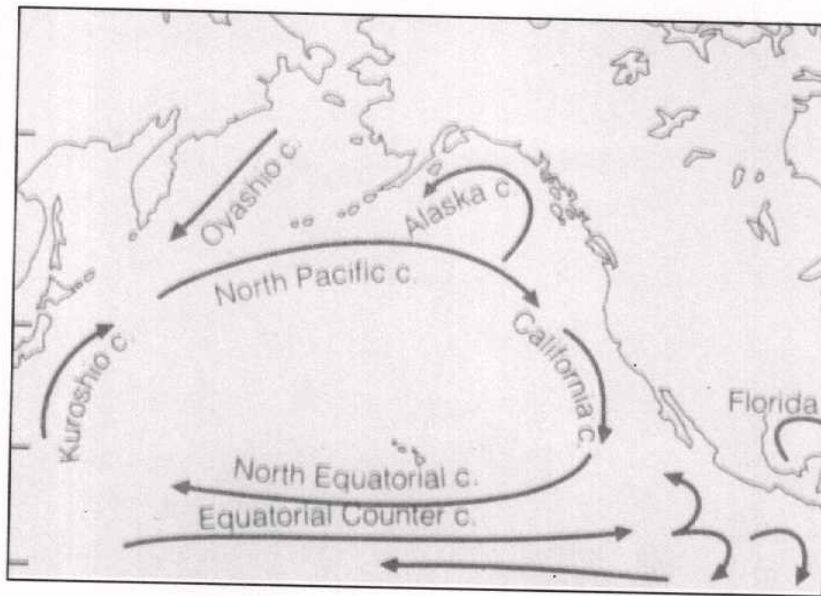 Oyashio c.
Alaska c.
North Pacific c.
Kuroshio c.
California c.
Florida
North Equatorial c.
Equatorial Counter c.